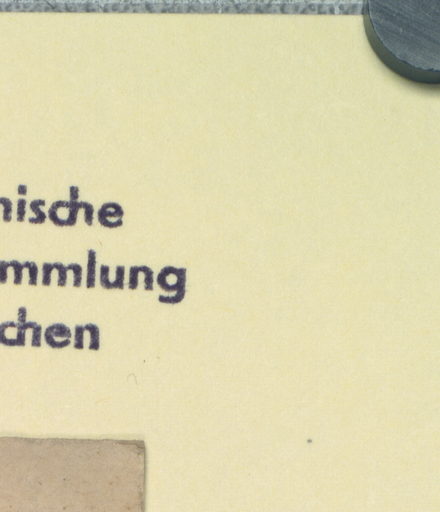 nische
mmlung
chen